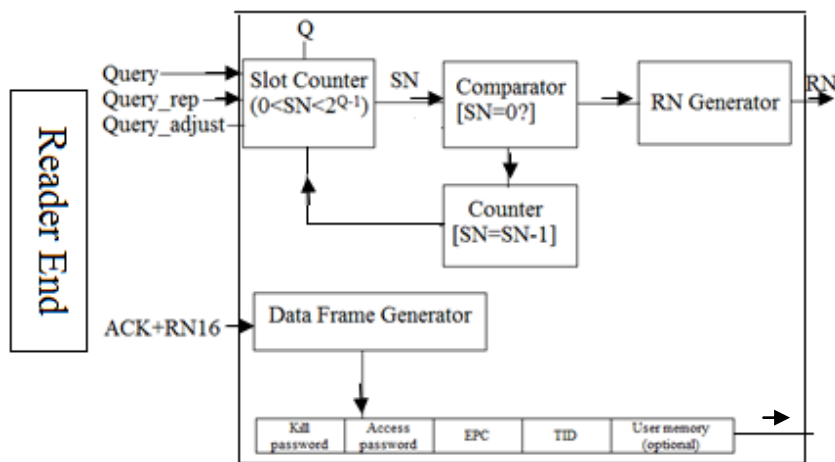 Q
Query
Query_rep
Query_adjust
Slot Counter
(0<SN<2^{Q-1})
SN
Comparator
[SN=0?]
RN Generator
RN
Counter
[SN=SN-1]
Reader End
ACK+RN16
Data Frame Generator
Kill
password
Access
password
EPC
TID
User memory
(optional)